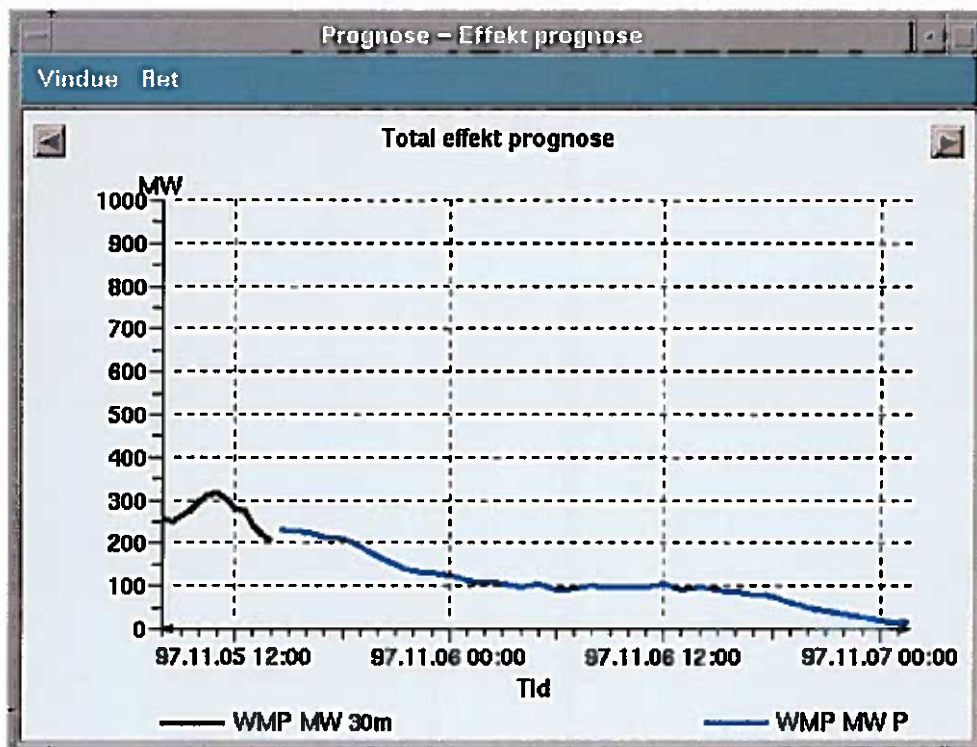 Prognose – Effekt prognose
Vindue Ret
Total effekt prognose
MW
1000
900
800
700
600
500
400
300
200
100
0
97.11.05 12:00 97.11.06 00:00 97.11.06 12:00 97.11.07 00:00
Tid
WMP MW 30m WMP MW P